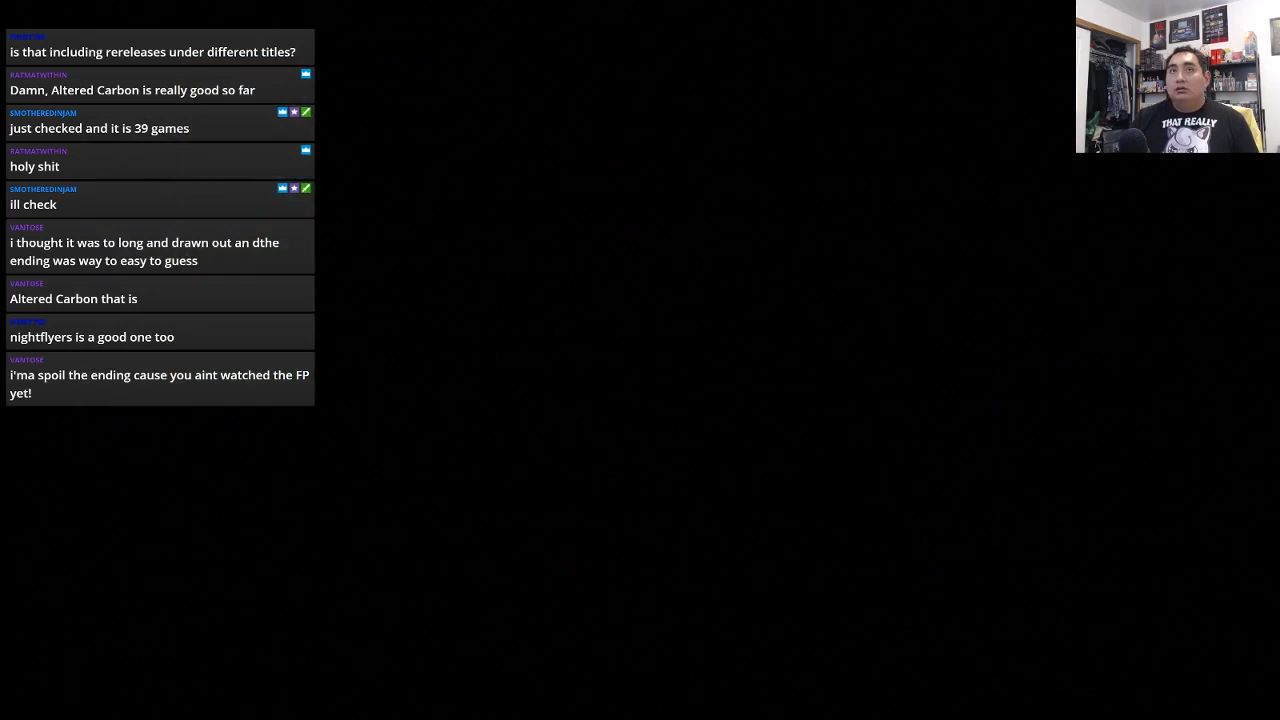 is that including rereleases under different titles?
RATMATWITHIN
Damn, Altered Carbon is really good so far
SMOTHEREDINJAM
just checked and it is 39 games
RATMATWITHIN
holy shit
SMOTHEREDINJAM
ill check
VANTOSE
i thought it was to long and drawn out an dthe
ending was way to easy to guess
VANTOSE
Altered Carbon that is
nightflyers is a good one too
VANTOSE
i'ma spoil the ending cause you aint watched the FP
yet!
THAT REALLY